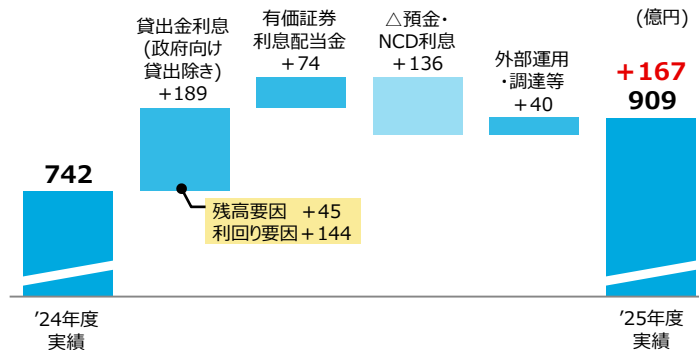 (億円)
貸出金利息
(政府向け
貸出除き)
+189
有価証券
利息配当金
+74
△預金・
NCD利息
+136
外部運用
・調達等
+40
+167
909
742
残高要因 +45
利回り要因+144
'24年度
実績
'25年度
実績